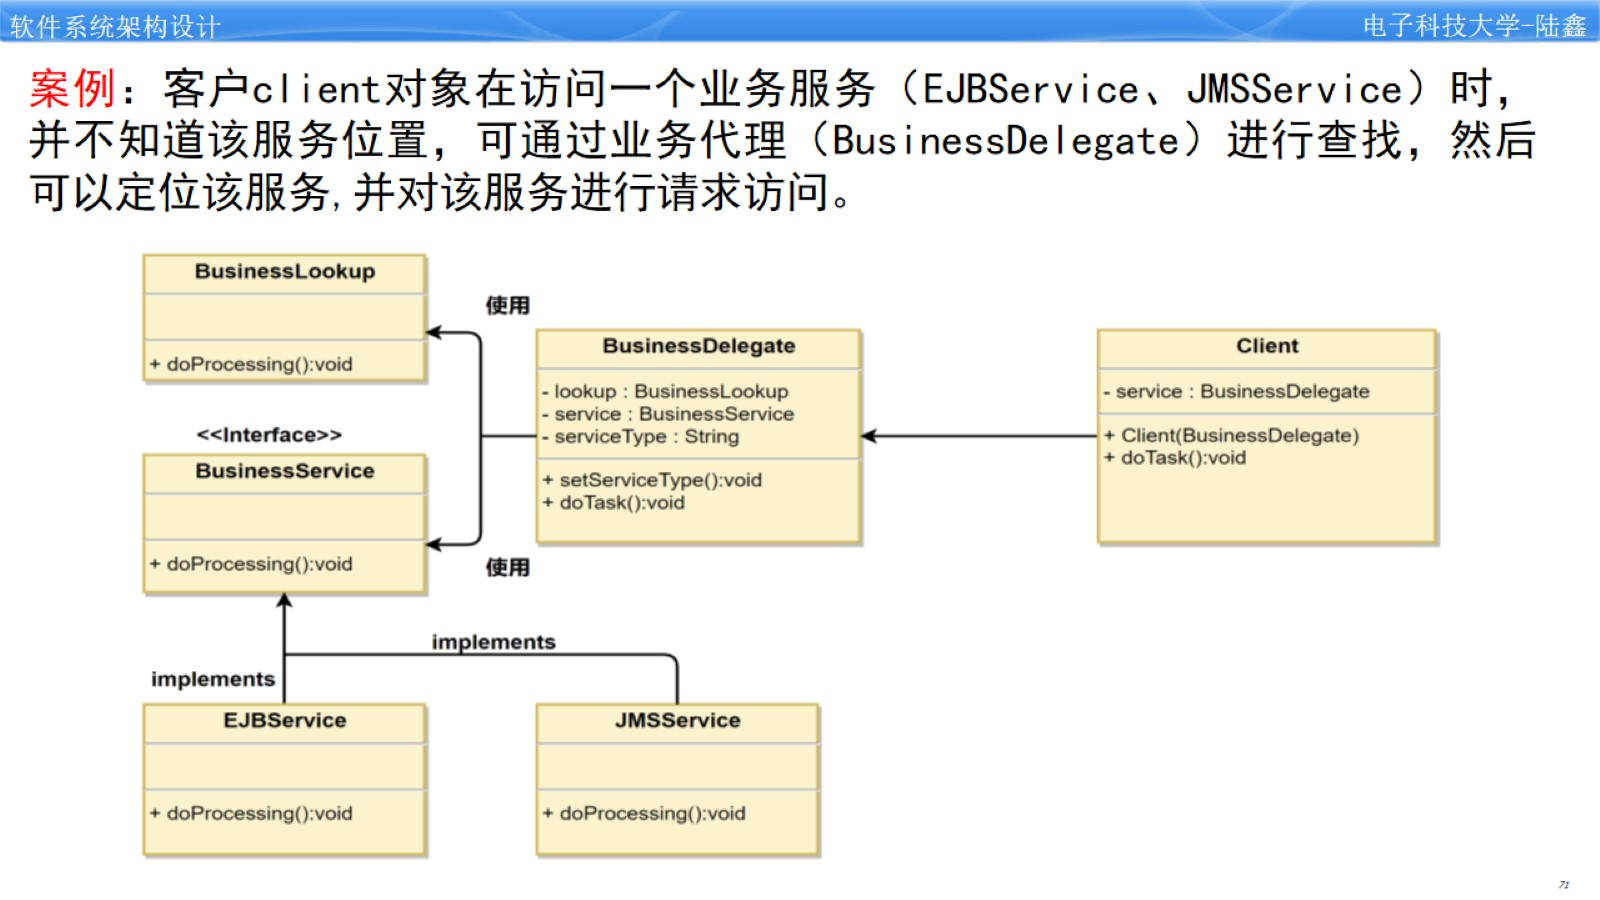 软件系统架构设计
电子科技大学-陆鑫
案例：客户client对象在访问一个业务服务（EJBService、JMSService）时，
并不知道该服务位置，可通过业务代理（BusinessDelegate）进行查找，然后
可以定位该服务,并对该服务进行请求访问。
BusinessLookup
+ doProcessing():void
使用
<<Interface>>
BusinessService
+ doProcessing():void
使用
BusinessDelegate
- lookup : BusinessLookup
- service : BusinessService
- serviceType : String
+ setServiceType():void
+ doTask():void
Client
- service : BusinessDelegate
+ Client(BusinessDelegate)
+ doTask():void
implements
implements
EJBService
+ doProcessing():void
JMSService
+ doProcessing():void
71